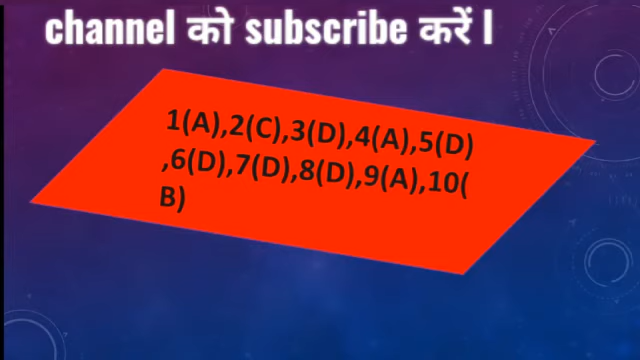 channel को subscribe करें l
1(A),2(C),3(D),4(A),5(D)
,6(D),7(D),8(D),9(A),10(
B)